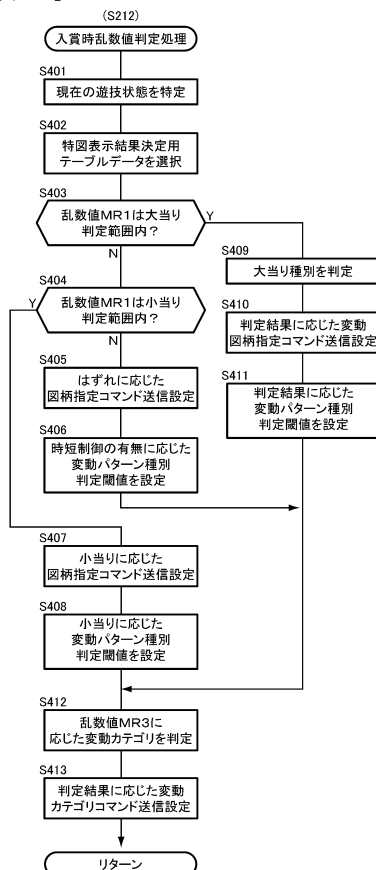 (S212)
入賞時乱数値判定処理
S401
現在の遊技状態を特定
S402
特図表示結果決定用
テーブルデータを選択
S403
乱数値MR1は大当り
判定範囲内?
Y
N
S404
乱数値MR1は小当り
判定範囲内?
Y
N
S405
はずれに応じた
図柄指定コマンド送信設定
S406
時短制御の有無に応じた
変動パターン種別
判定閾値を設定
S409
大当り種別を判定
S410
判定結果に応じた変動
図柄指定コマンド送信設定
S411
判定結果に応じた
変動パターン種別
判定閾値を設定
S407
小当りに応じた
図柄指定コマンド送信設定
S408
小当りに応じた
変動パターン種別
判定閾値を設定
S412
乱数値MR3に
応じた変動カテゴリを判定
S413
判定結果に応じた変動
カテゴリコマンド送信設定
リターン